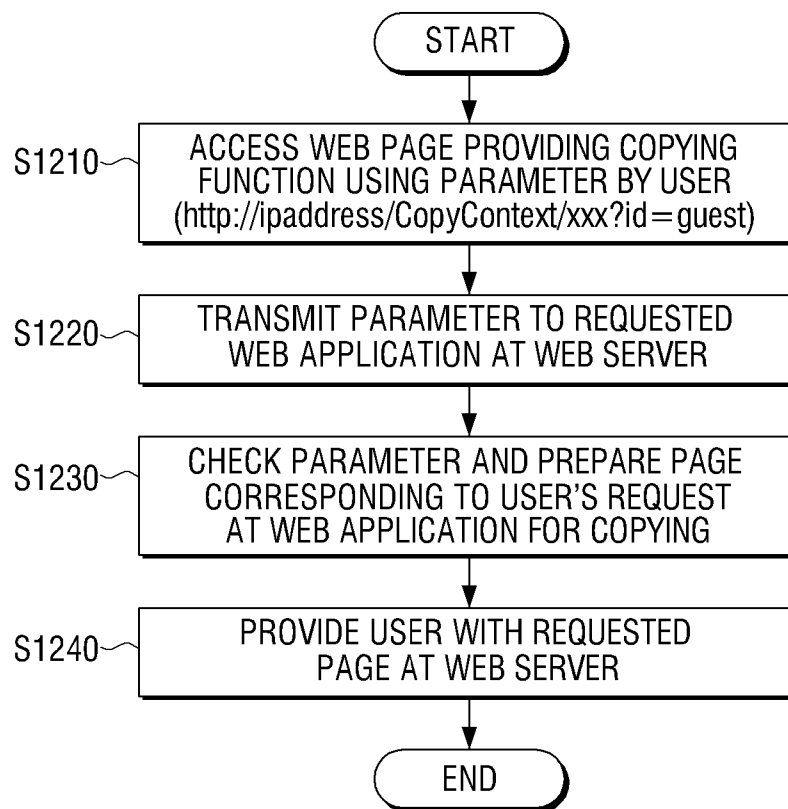 START
S1210
ACCESS WEB PAGE PROVIDING COPYING
FUNCTION USING PARAMETER BY USER
(http://ipaddress/CopyContext/xxx?id=guest)
S1220
TRANSMIT PARAMETER TO REQUESTED
WEB APPLICATION AT WEB SERVER
S1230
CHECK PARAMETER AND PREPARE PAGE
CORRESPONDING TO USER'S REQUEST
AT WEB APPLICATION FOR COPYING
S1240
PROVIDE USER WITH REQUESTED
PAGE AT WEB SERVER
END